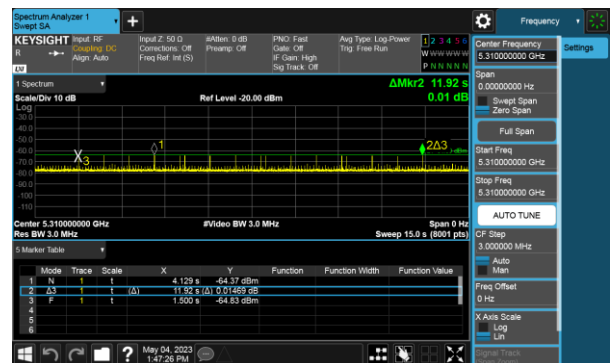 Spectrum Analyzer 1
Swept SA
Frequency
KEYSIGHT
Input: RF
Coupling: DC
Align: Auto
Input Z: 50 Ω
Corrections: Off
Freq Ref: Int (S)
#Atten: 0 dB
Preamp: Off
PNO: Fast
Gate: Off
IF Gain: High
Sig Track: Off
Avg Type: Log-Power
Trig: Free Run
1 2 3 4 5 6
W W W W W W
P N N N N N
R
LXI
1 Spectrum
ΔMkr2 11.92 s
0.01 dB
Scale/Div 10 dB
Ref Level -20.00 dBm
Log
-30.0
-40.0
-50.0
-60.0
-70.0
-80.0
-90.0
-100
-110
1
2Δ3
3
Center 5.310000000 GHz
#Video BW 3.0 MHz
Span 0 Hz
Res BW 3.0 MHz
Sweep 15.0 s (8001 pts)
5 Marker Table
Mode Trace Scale X Y Function Function Width Function Value
1 N 1 t 4.129 s -64.37 dBm
2 Δ3 1 t (Δ) 11.92 s (Δ) 0.01469 dB
3 F 1 t 1.500 s -64.83 dBm
4
5
6
Center Frequency
5.310000000 GHz
Settings
Span
0.00000000 Hz
Swept Span
Zero Span
Full Span
Start Freq
5.310000000 GHz
Stop Freq
5.310000000 GHz
AUTO TUNE
CF Step
3.000000 MHz
Auto
Man
Freq Offset
0 Hz
X Axis Scale
Log
Lin
Signal Track
May 04, 2023
1:47:26 PM
?